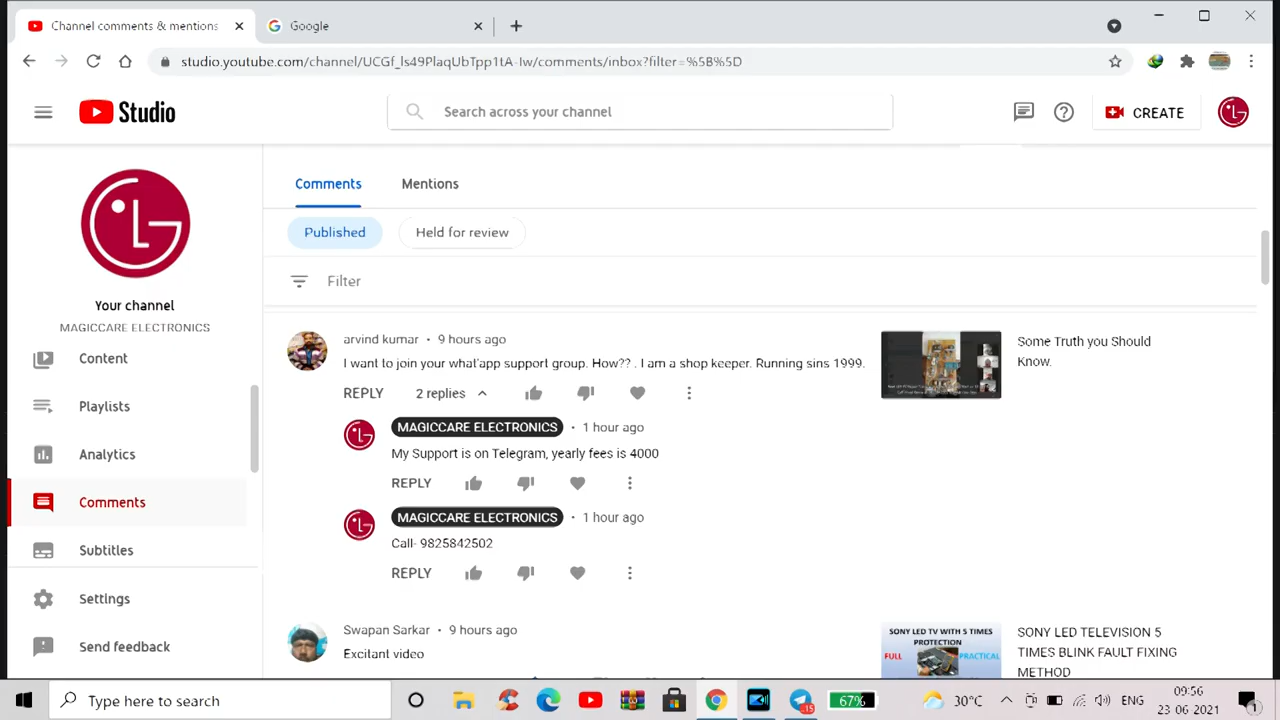 Channel comments & mentions
Google
studio.youtube.com/channel/UCGf_ls49PlaqUbTpp1tA-Iw/comments/inbox?filter=%5B%5D
Studio
Search across your channel
CREATE
Your channel
MAGICCARE ELECTRONICS
Content
Playlists
Analytics
Comments
Subtitles
Settings
Send feedback
Comments Mentions
Published Held for review
Filter
arvind kumar • 9 hours ago
I want to join your what'app support group. How?? . I am a shop keeper. Running sins 1999.
REPLY 2 replies
Some Truth you Should
Know.
MAGICCARE ELECTRONICS • 1 hour ago
My Support is on Telegram, yearly fees is 4000
REPLY
MAGICCARE ELECTRONICS • 1 hour ago
Call- 9825842502
REPLY
Swapan Sarkar • 9 hours ago
Excitant video
SONY LED TV WITH 5 TIMES
PROTECTION
FULL PRACTICAL
SONY LED TELEVISION 5
TIMES BLINK FAULT FIXING
METHOD
Type here to search
67%
30°C
ENG
09:56
23-06-2021